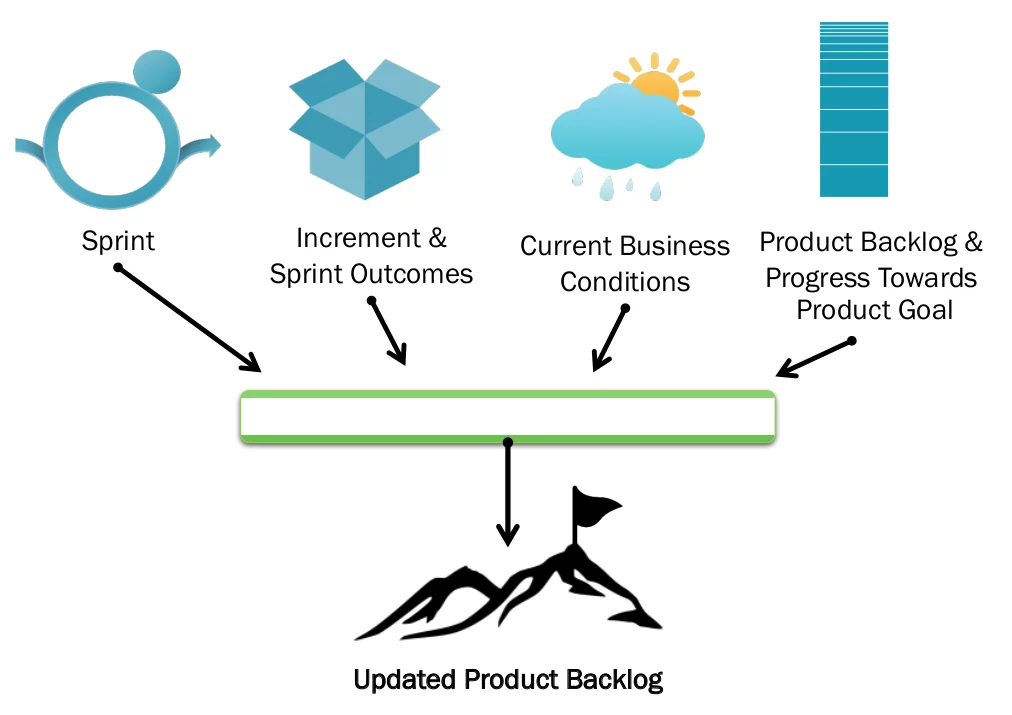 Sprint
Increment &
Sprint Outcomes
Current Business
Conditions
Product Backlog &
Progress Towards
Product Goal
Updated Product Backlog